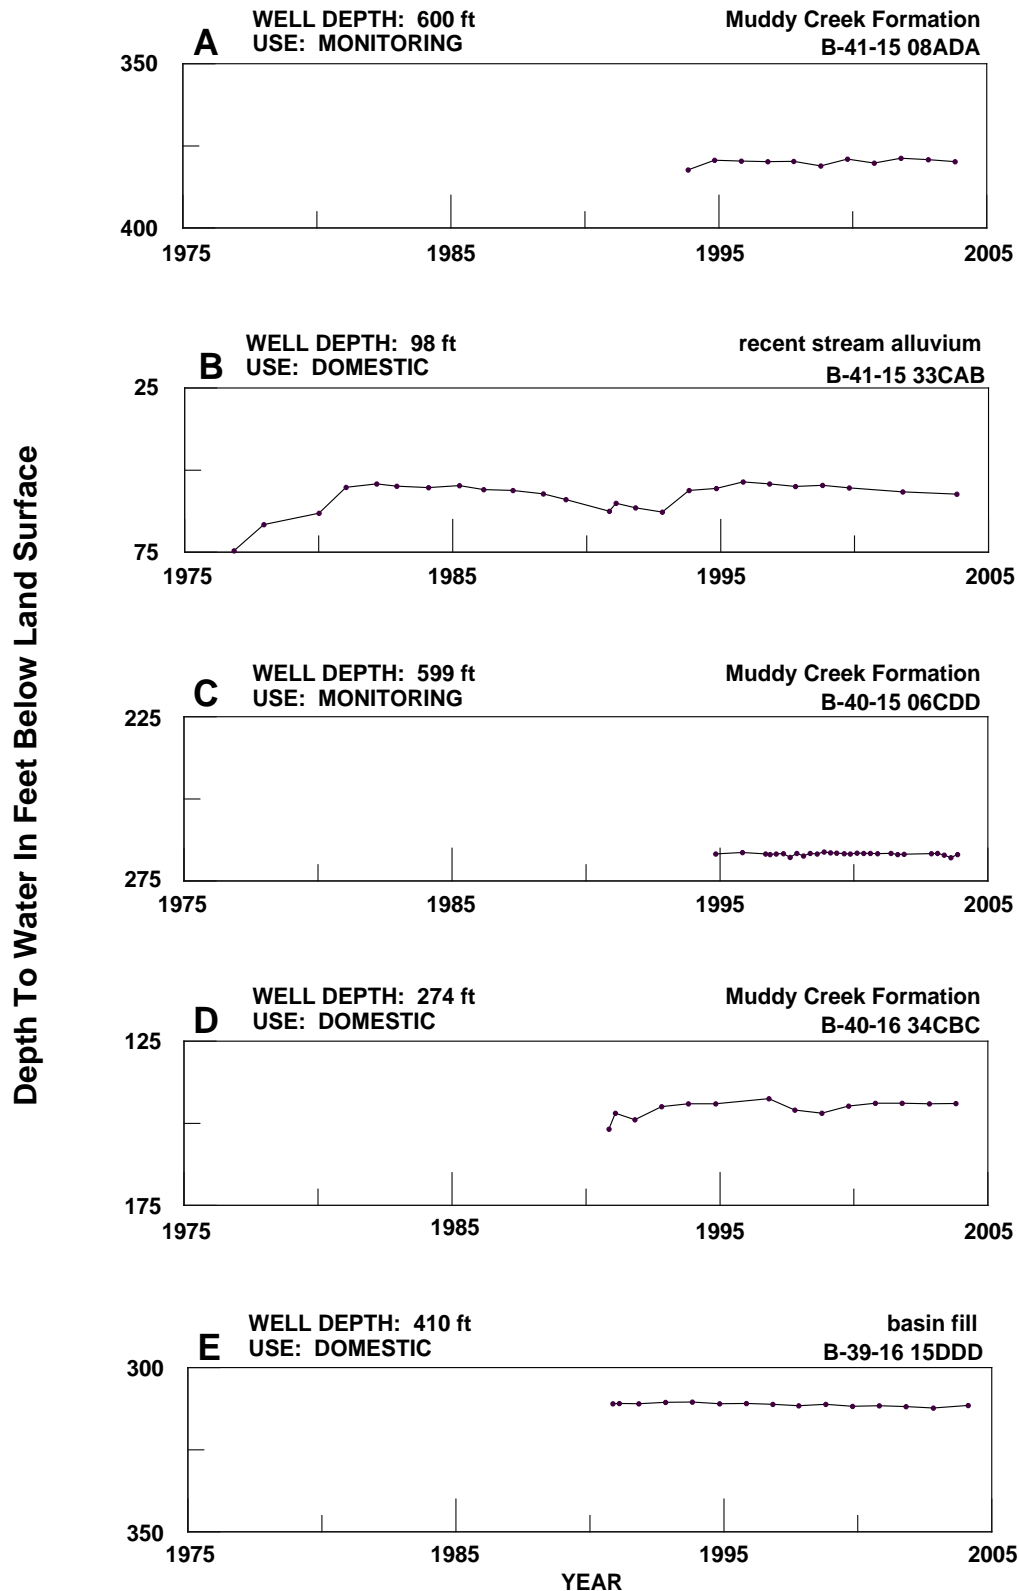 Depth To Water In Feet Below Land Surface
A
WELL DEPTH: 600 ft
USE: MONITORING
Muddy Creek Formation
B-41-15 08ADA
350
400
1975
1985
1995
2005
B
WELL DEPTH: 98 ft
USE: DOMESTIC
recent stream alluvium
B-41-15 33CAB
25
75
1975
1985
1995
2005
C
WELL DEPTH: 599 ft
USE: MONITORING
Muddy Creek Formation
B-40-15 06CDD
225
275
1975
1985
1995
2005
D
WELL DEPTH: 274 ft
USE: DOMESTIC
Muddy Creek Formation
B-40-16 34CBC
125
175
1975
1985
1995
2005
E
WELL DEPTH: 410 ft
USE: DOMESTIC
basin fill
B-39-16 15DDD
300
350
1975
1985
1995
2005
YEAR